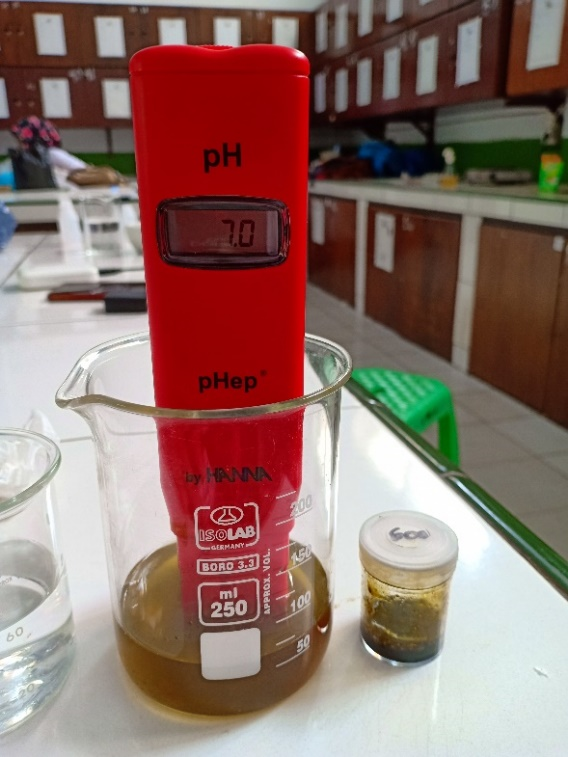 pH
7.0
pHep®
by HANNA
ISOLAB
GERMANY
BORO 3.3
ml
250
APPROX. VOL.
200
150
100
50
600
60